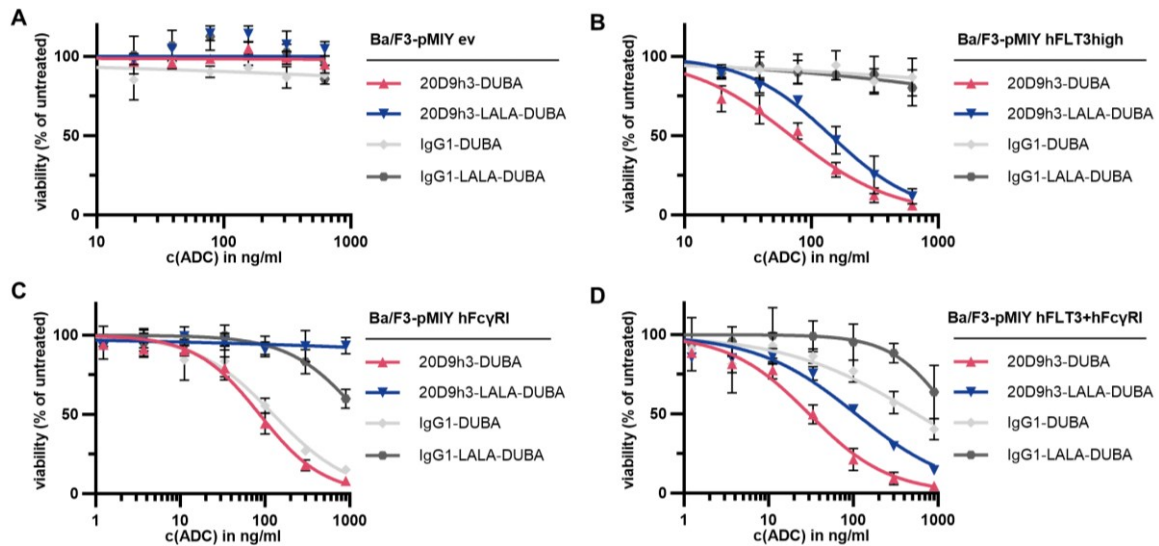 A
Ba/F3-pMIY ev
viability (% of untreated)
100
50
0
10
100
1000
c(ADC) in ng/ml
20D9h3-DUBA
20D9h3-LALA-DUBA
IgG1-DUBA
IgG1-LALA-DUBA
B
Ba/F3-pMIY hFLT3high
viability (% of untreated)
100
50
0
10
100
1000
c(ADC) in ng/ml
20D9h3-DUBA
20D9h3-LALA-DUBA
IgG1-DUBA
IgG1-LALA-DUBA
C
Ba/F3-pMIY hFcγRI
viability (% of untreated)
100
50
0
1
10
100
1000
c(ADC) in ng/ml
20D9h3-DUBA
20D9h3-LALA-DUBA
IgG1-DUBA
IgG1-LALA-DUBA
D
Ba/F3-pMIY hFLT3+hFcγRI
viability (% of untreated)
100
50
0
1
10
100
1000
c(ADC) in ng/ml
20D9h3-DUBA
20D9h3-LALA-DUBA
IgG1-DUBA
IgG1-LALA-DUBA